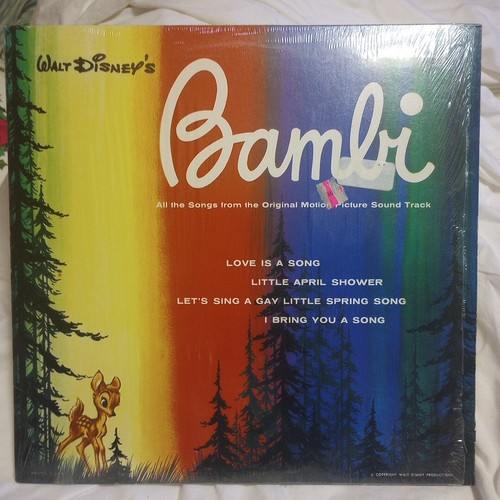 WALT DISNEY'S
Bambi
All the Songs from the Original Motion Picture Sound Track
LOVE IS A SONG
LITTLE APRIL SHOWER
LET'S SING A GAY LITTLE SPRING SONG
I BRING YOU A SONG
© COPYRIGHT WALT DISNEY PRODUCTIONS